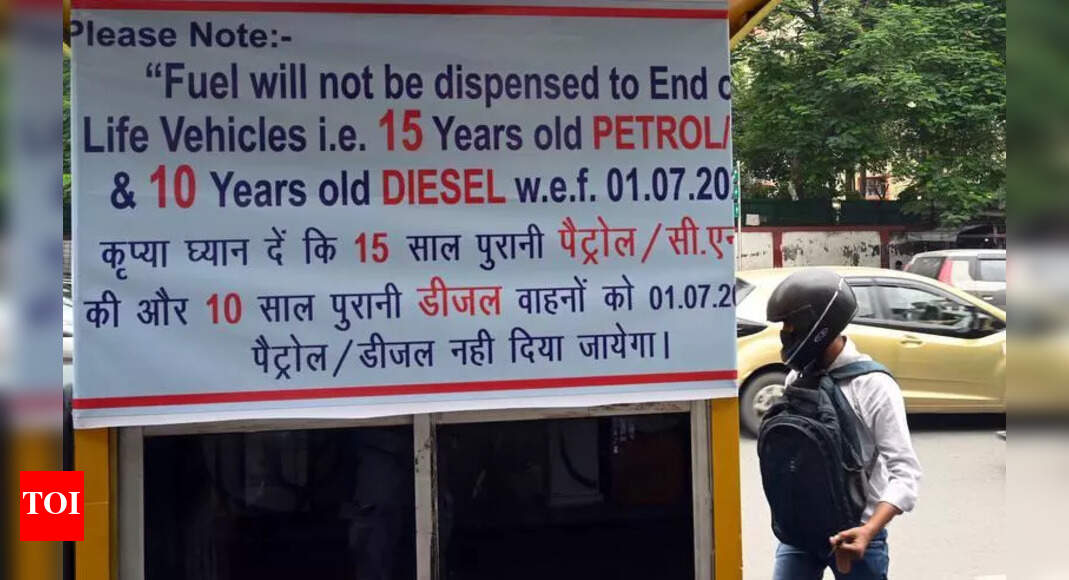 Please Note:-
"Fuel will not be dispensed to End
Life Vehicles i.e. 15 Years old PETROL/
& 10 Years old DIESEL w.e.f. 01.07.20
कृप्या घ्यान दें कि 15 साल पुरानी पैट्रोल/सी.एन
की और 10 साल पुरानी डीजल वाहनों को 01.07.20
पैट्रोल/डीजल नही दिया जायेगा।
TOI